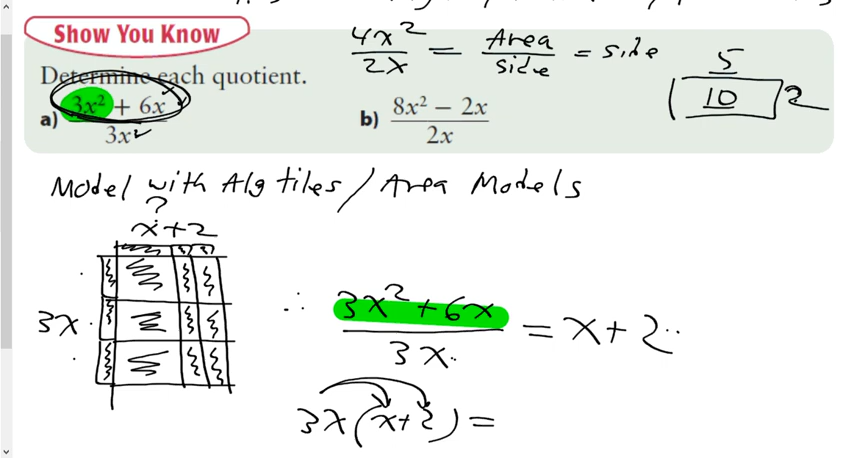 Show You Know
4x² / 2x = Area / side = side
5
10 2
Determine each quotient.
a) 3x² + 6x / 3x
b) 8x² − 2x / 2x
Model with Alg tiles / Area Models
?
x+2
3x
∴ 3x² + 6x / 3x = x + 2
3x(x+2) =